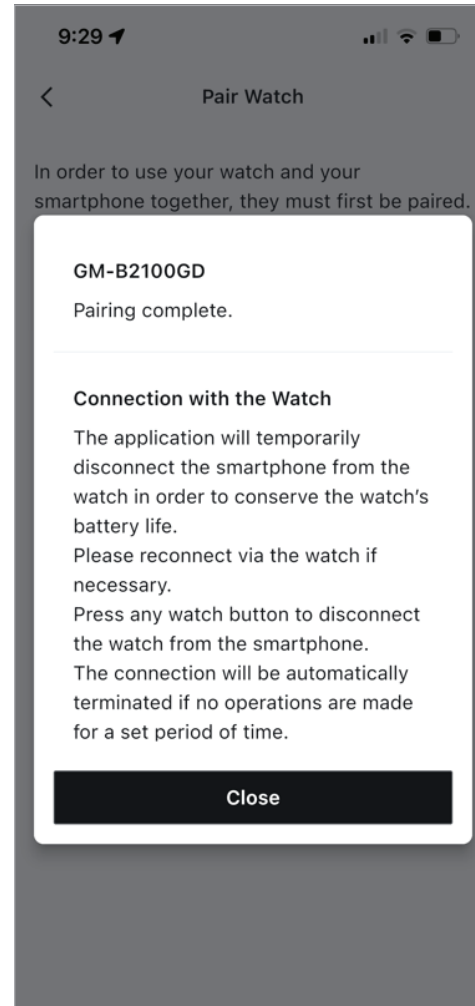 9:29
Pair Watch
In order to use your watch and your
smartphone together, they must first be paired.
GM-B2100GD
Pairing complete.
Connection with the Watch
The application will temporarily
disconnect the smartphone from the
watch in order to conserve the watch's
battery life.
Please reconnect via the watch if
necessary.
Press any watch button to disconnect
the watch from the smartphone.
The connection will be automatically
terminated if no operations are made
for a set period of time.
Close